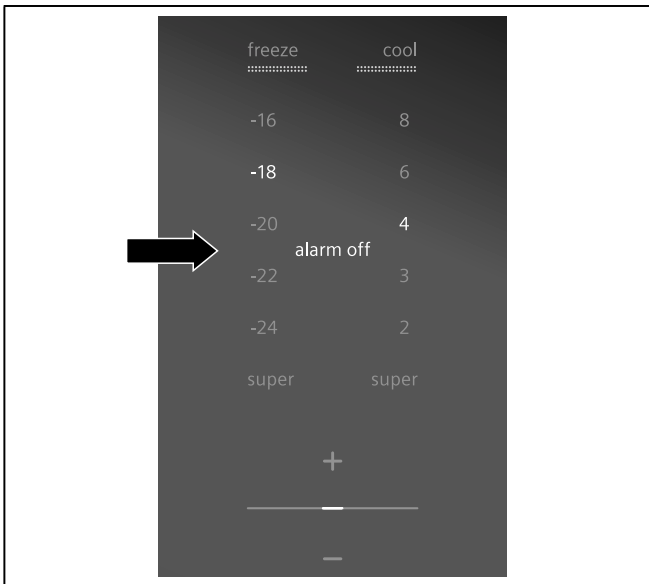 freeze cool
-16 8
-18 6
-20 4
alarm off
-22 3
-24 2
super super
+
−